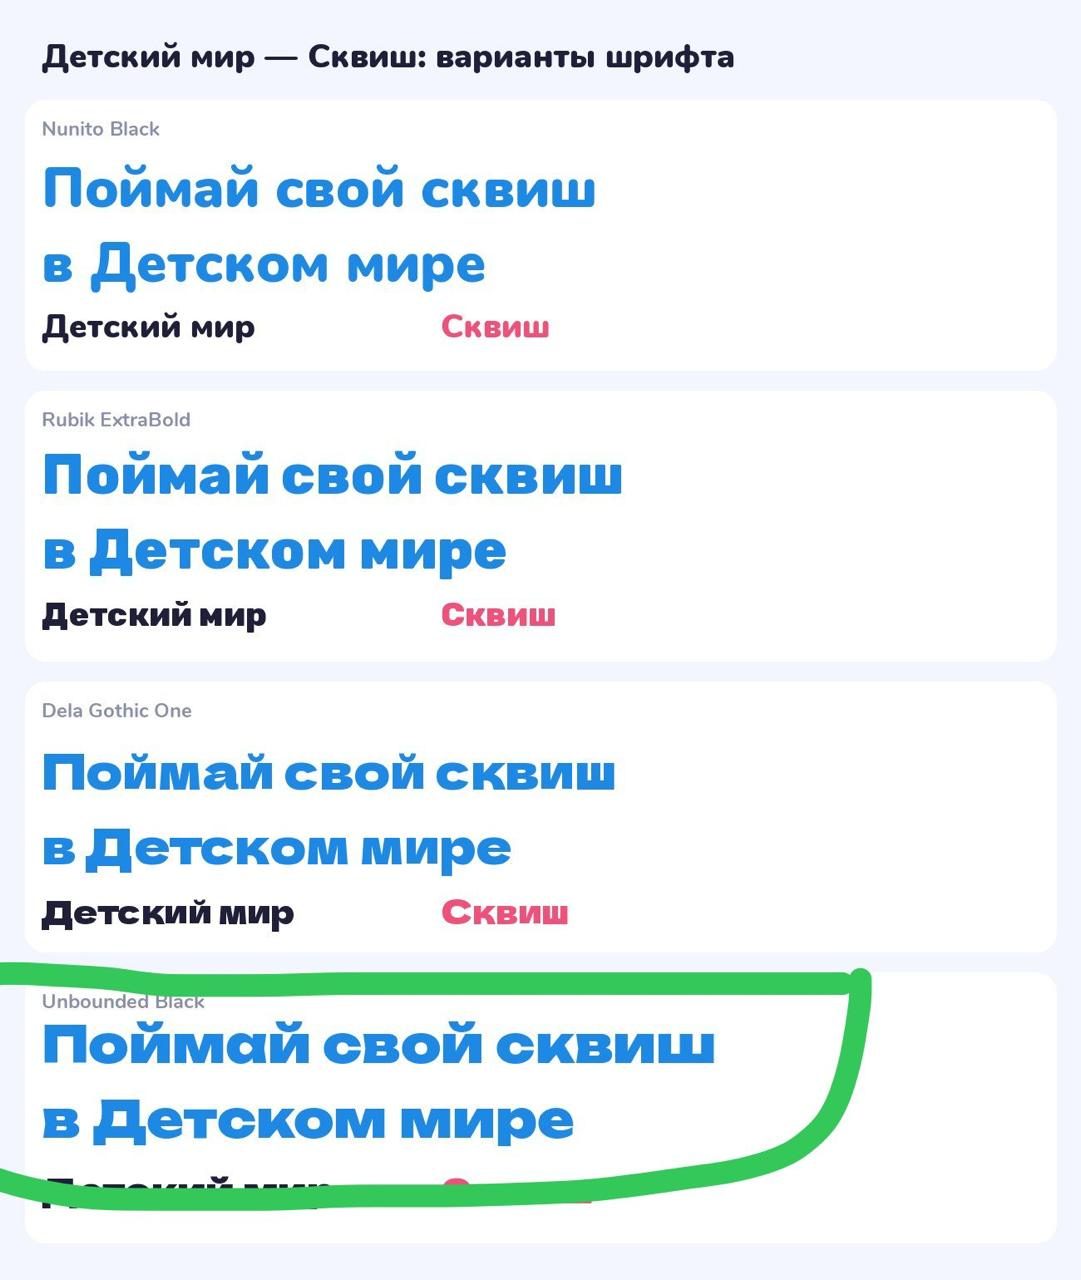 Детский мир — Сквиш: варианты шрифта
Nunito Black
Поймай свой сквиш
в Детском мире
Детский мир Сквиш
Rubik ExtraBold
Поймай свой сквиш
в Детском мире
Детский мир Сквиш
Dela Gothic One
Поймай свой сквиш
в Детском мире
Детский мир Сквиш
Unbounded Black
Поймай свой сквиш
в Детском мире
Детский мир